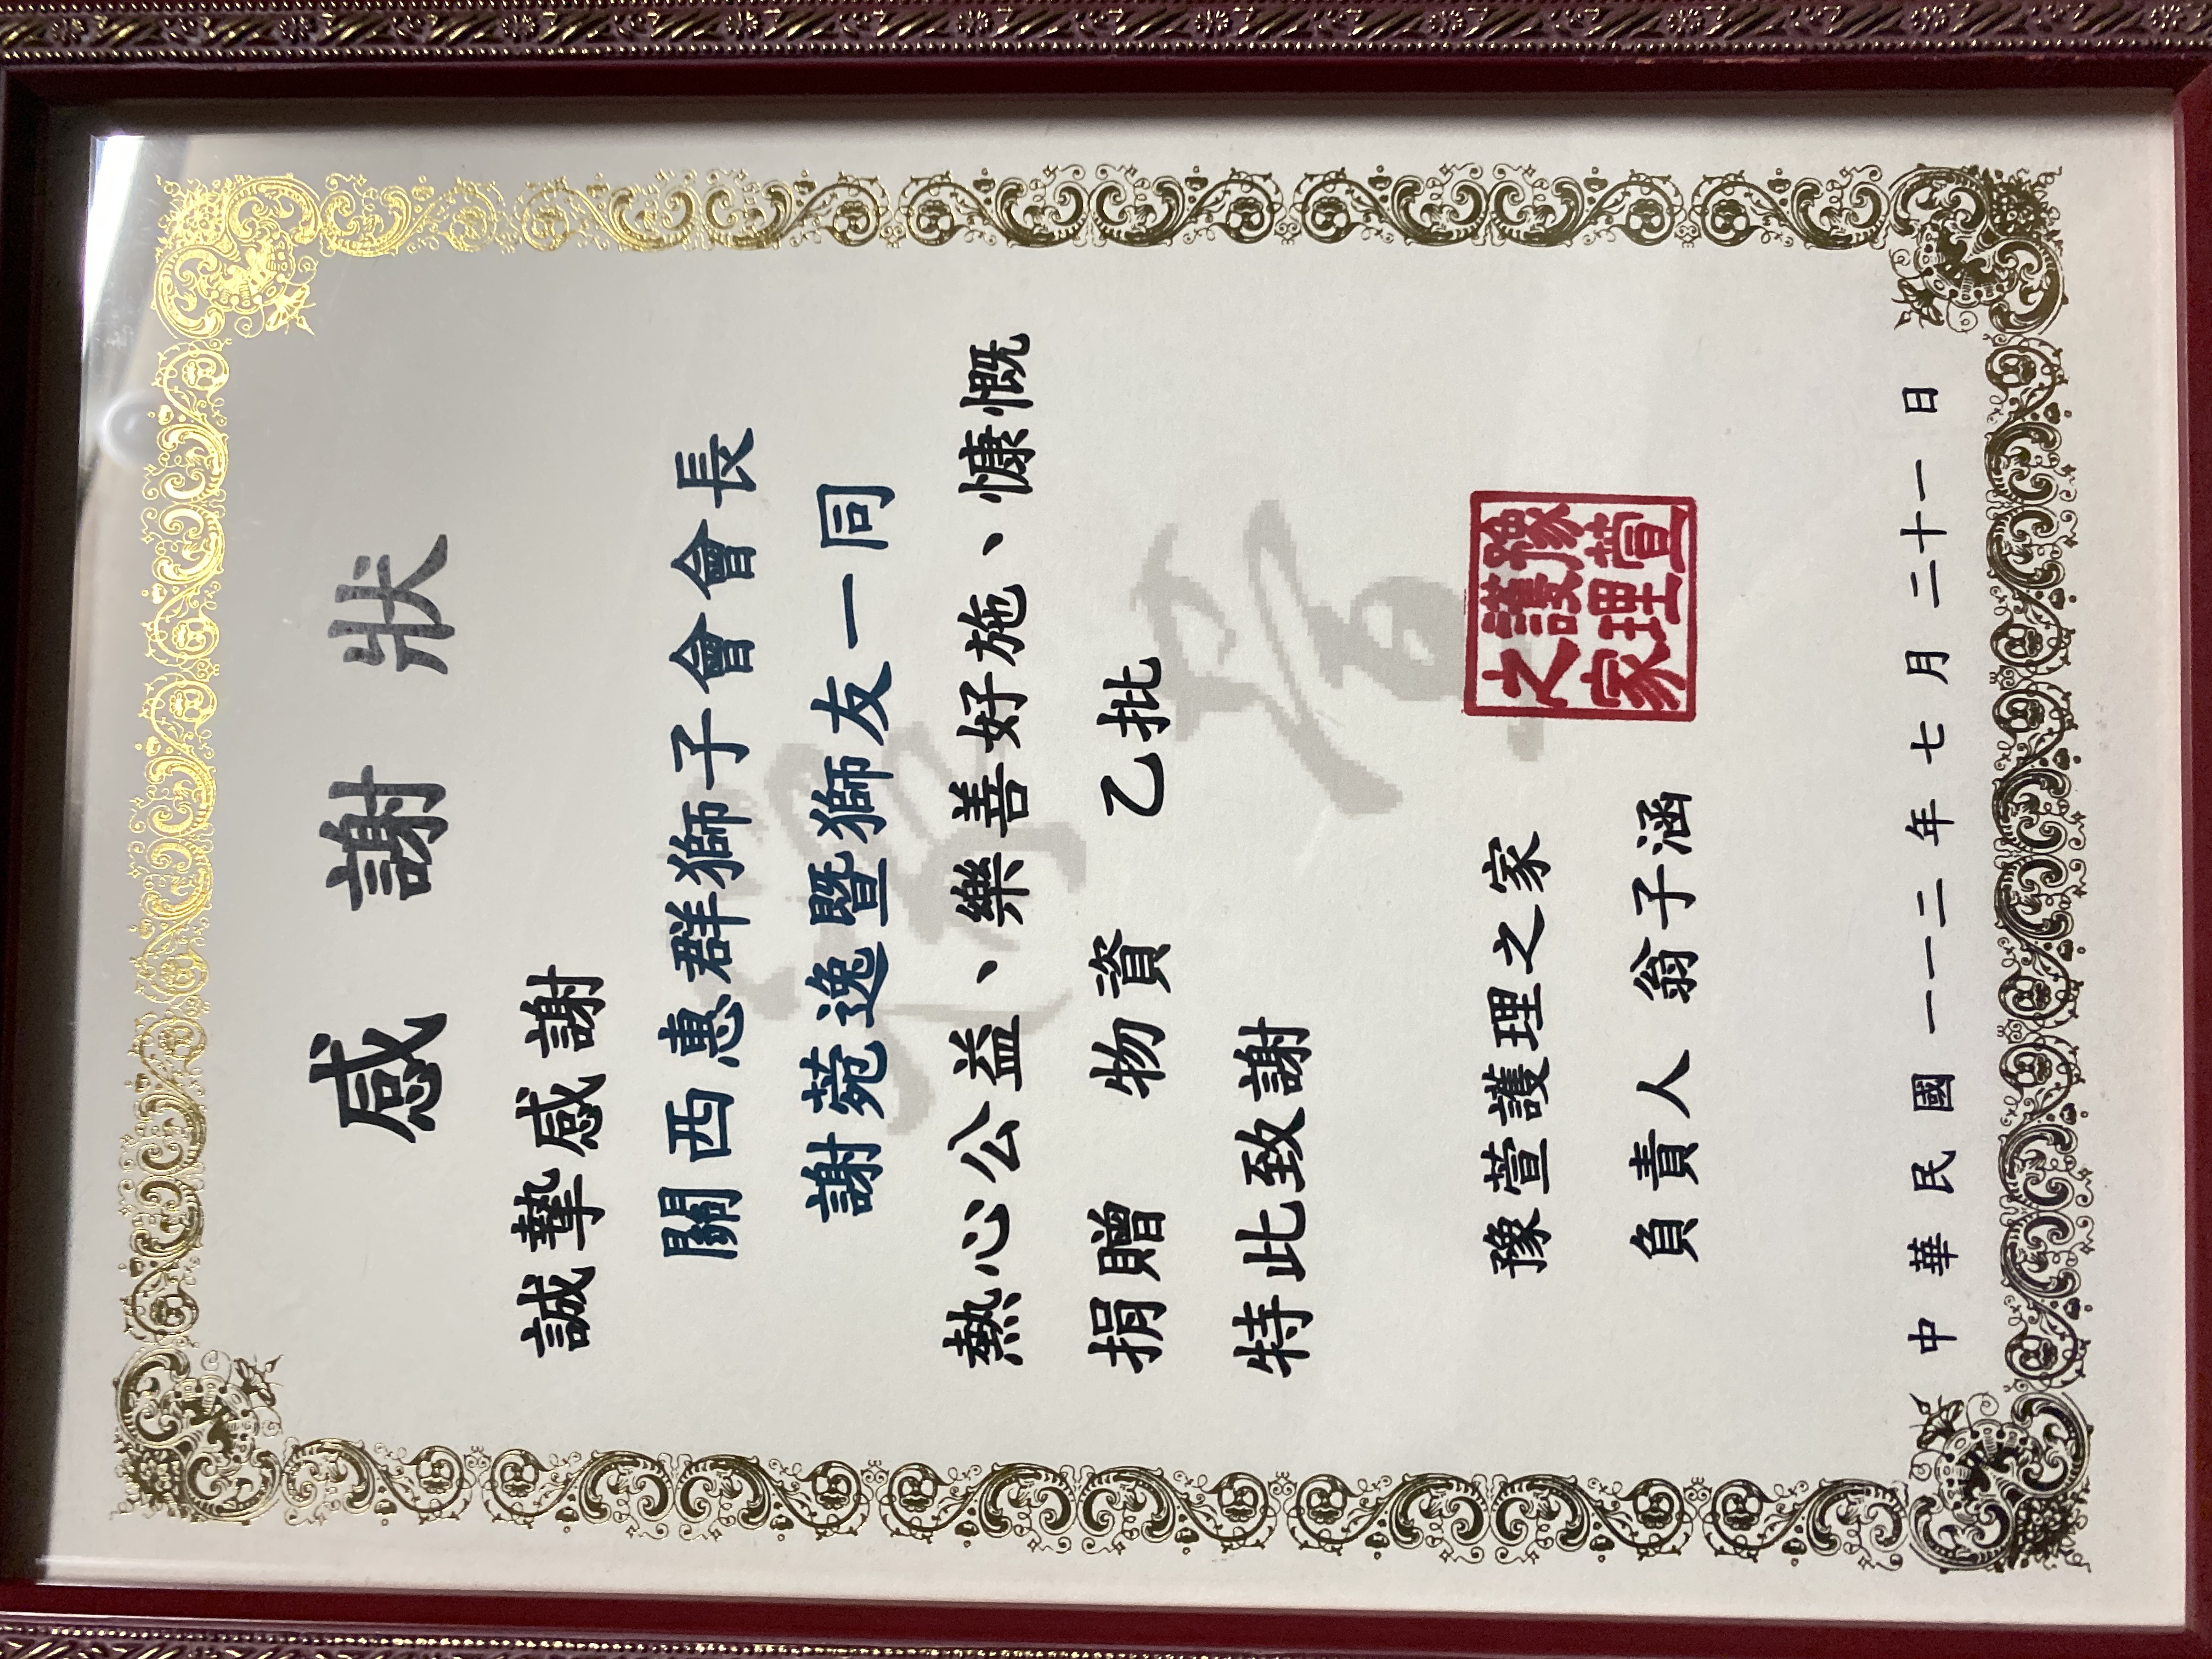 感謝狀
誠摯感謝
關西惠群獅子會會長
謝菀逸暨獅友一同
熱心公益、樂善好施、慷慨
捐贈 物資 乙批
特此致謝
豫萱護理之家
負責人 翁子涵
豫萱護理之家
中華民國一一二年七月二十一日